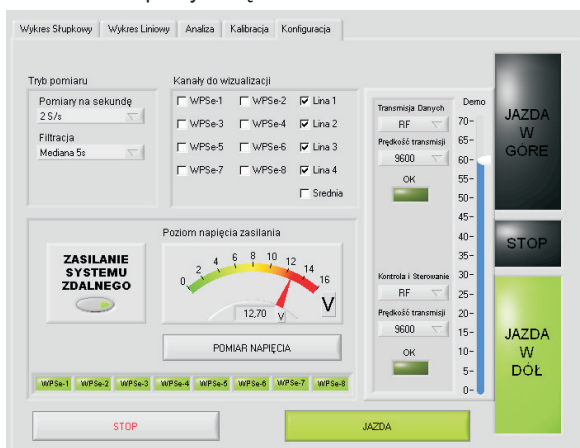 Wykres Słupkowy Wykres Liniowy Analiza Kalibracja Konfiguracja
Tryb pomiaru
Pomiary na sekundę
2 S/s
Filtracja
Mediana 5s
Kanały do wizualizacji
WPSe-1 WPSe-2 Lina 1
WPSe-3 WPSe-4 Lina 2
WPSe-5 WPSe-6 Lina 3
WPSe-7 WPSe-8 Lina 4
Srednia
Transmisja Danych
RF
Prędkość transmisji
9600
OK
Kontrola i Sterowanie
RF
Prędkość transmisji
9600
OK
Demo
70
65
60
55
50
45
40
35
30
25
20
15
10
5
0
JAZDA
W
GÓRE
STOP
JAZDA
W
DÓŁ
ZASILANIE
SYSTEMU
ZDALNEGO
Poziom napięcia zasilania
0 2 4 6 8 10 12 14 16
12,70 V
V
POMIAR NAPIĘCIA
WPSe-1 WPSe-2 WPSe-3 WPSe-4 WPSe-5 WPSe-6 WPSe-7 WPSe-8
STOP
JAZDA